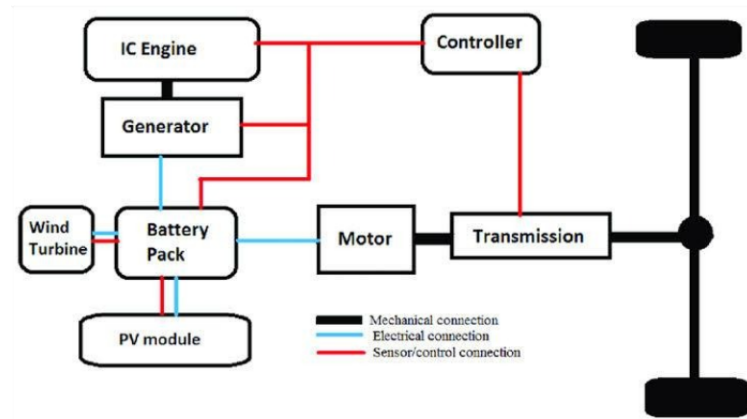 IC Engine
Controller
Generator
Wind
Turbine
Battery
Pack
Motor
Transmission
PV module
Mechanical connection
Electrical connection
Sensor/control connection